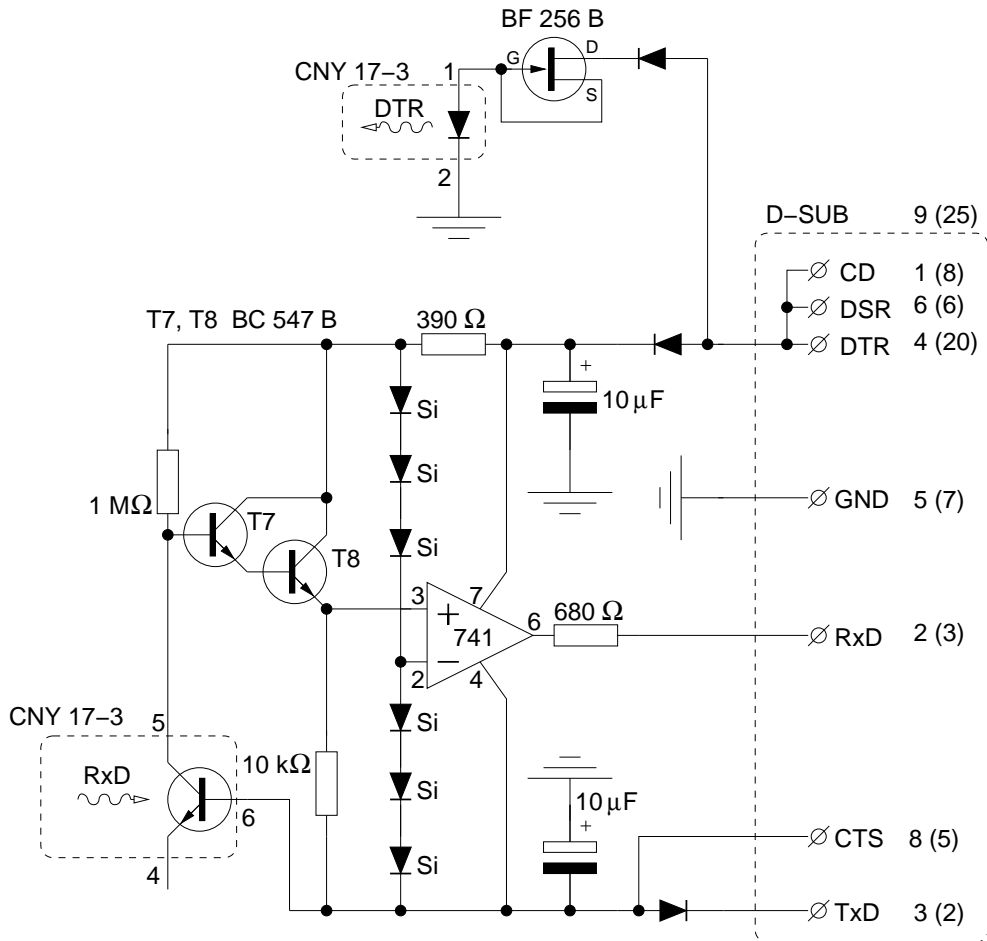 BF 256 B
D
G
S
CNY 17–3
1
DTR
2
D–SUB 9 (25)
CD 1 (8)
DSR 6 (6)
DTR 4 (20)
T7, T8 BC 547 B
390 Ω
+
10 µF
Si
Si
Si
1 MΩ
T7
T8
GND 5 (7)
3
7
+
741
6
680 Ω
−
2
4
RxD 2 (3)
CNY 17–3
5
RxD
6
4
10 kΩ
Si
Si
Si
10 µF
+
CTS 8 (5)
TxD 3 (2)